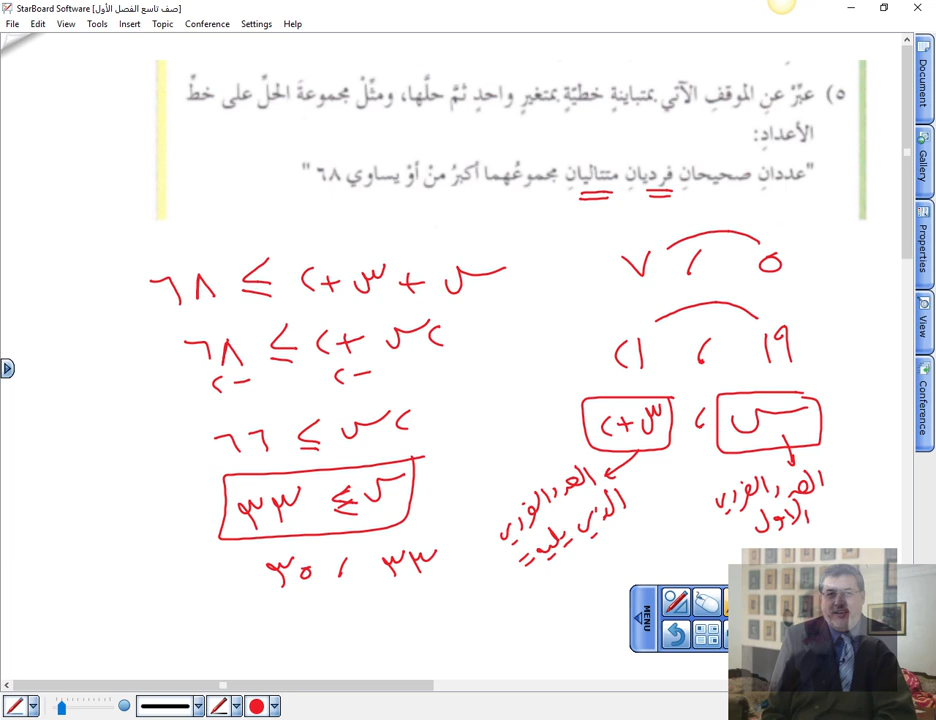 StarBoard Software [صف تاسع الفصل الأول]
File Edit View Tools Insert Topic Conference Settings Help
٥) عبِّرْ عنِ الموقفِ الآتي بمتباينةٍ خطيَّةٍ بمتغيرٍ واحدٍ ثمَّ حلَّها، ومثِّلْ مجموعةَ الحلِّ على خطِّ
الأعدادِ:
"عددانِ صحيحانِ فرديانِ متتاليانِ مجموعُهما أكبرُ منْ أوْ يساوي ٦٨"
٥ ، ٧
١٩ ، ٢١
س ، س+٢
العدد الفردي
الأول
العدد الفردي
الذي يليه
س + س+٢ ≥ ٦٨
٢س +٢ ≥ ٦٨
-٢ -٢
٢س ≥ ٦٦
س ≥ ٣٣
٣٣ ، ٣٥
Document
Gallery
Properties
View
Conference
MENU